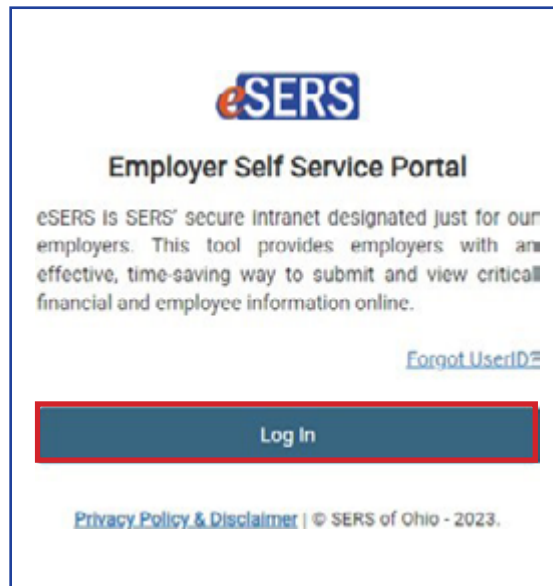 eSERS
Employer Self Service Portal
eSERS is SERS' secure intranet designated just for our
employers. This tool provides employers with an
effective, time-saving way to submit and view critical
financial and employee information online.
Forgot UserID?
Log In
Privacy Policy & Disclaimer | © SERS of Ohio - 2023.